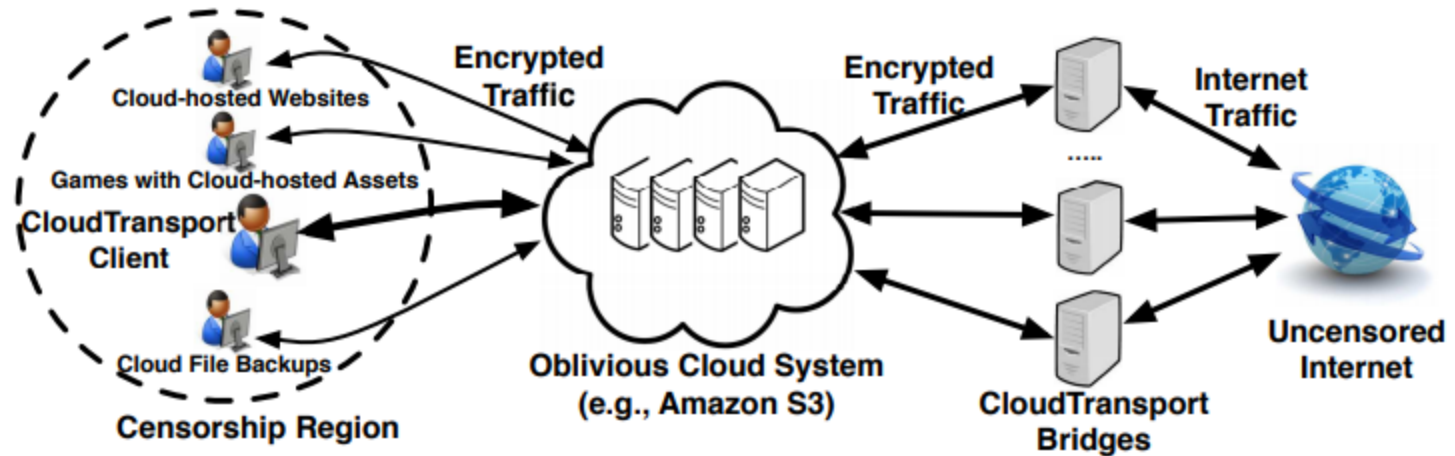 Cloud-hosted Websites
Games with Cloud-hosted Assets
CloudTransport
Client
Cloud File Backups
Censorship Region
Encrypted
Traffic
Oblivious Cloud System
(e.g., Amazon S3)
Encrypted
Traffic
.....
CloudTransport
Bridges
Internet
Traffic
Uncensored
Internet